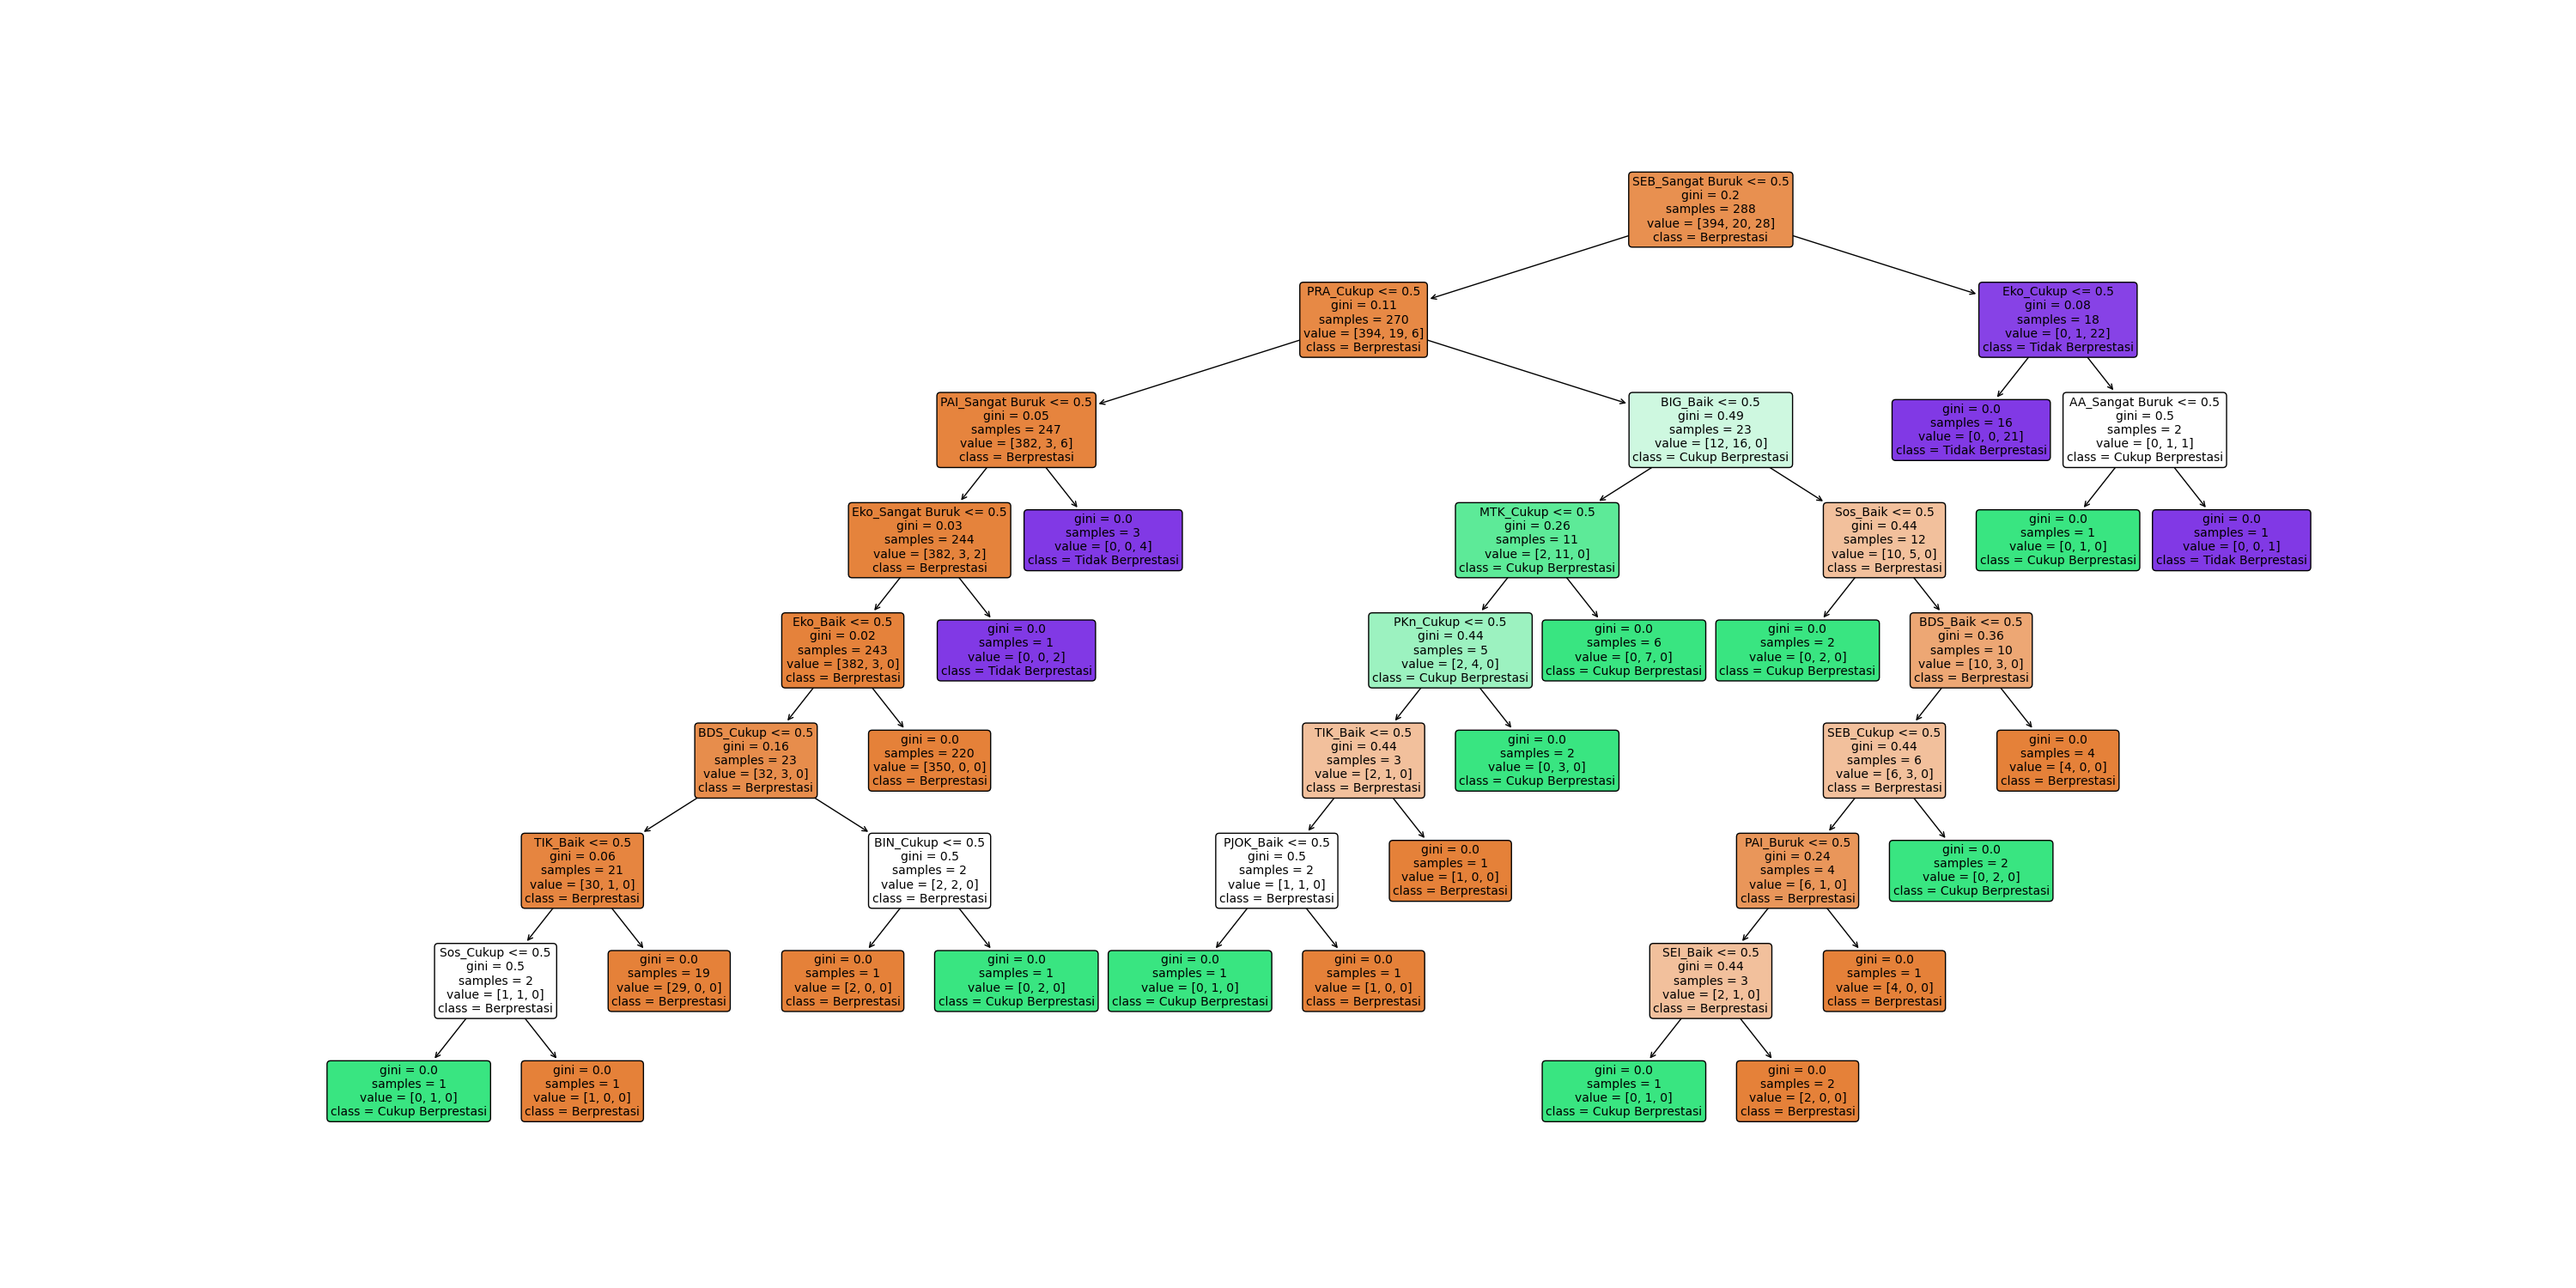 SEB_Sangat Buruk <= 0.5
gini = 0.2
samples = 288
value = [394, 20, 28]
class = Berprestasi
PRA_Cukup <= 0.5
gini = 0.11
samples = 270
value = [394, 19, 6]
class = Berprestasi
Eko_Cukup <= 0.5
gini = 0.08
samples = 18
value = [0, 1, 22]
class = Tidak Berprestasi
PAI_Sangat Buruk <= 0.5
gini = 0.05
samples = 247
value = [382, 3, 6]
class = Berprestasi
BIG_Baik <= 0.5
gini = 0.49
samples = 23
value = [12, 16, 0]
class = Cukup Berprestasi
gini = 0.0
samples = 16
value = [0, 0, 21]
class = Tidak Berprestasi
AA_Sangat Buruk <= 0.5
gini = 0.5
samples = 2
value = [0, 1, 1]
class = Cukup Berprestasi
Eko_Sangat Buruk <= 0.5
gini = 0.03
samples = 244
value = [382, 3, 2]
class = Berprestasi
gini = 0.0
samples = 3
value = [0, 0, 4]
class = Tidak Berprestasi
MTK_Cukup <= 0.5
gini = 0.26
samples = 11
value = [2, 11, 0]
class = Cukup Berprestasi
Sos_Baik <= 0.5
gini = 0.44
samples = 12
value = [10, 5, 0]
class = Berprestasi
gini = 0.0
samples = 1
value = [0, 1, 0]
class = Cukup Berprestasi
gini = 0.0
samples = 1
value = [0, 0, 1]
class = Tidak Berprestasi
Eko_Baik <= 0.5
gini = 0.02
samples = 243
value = [382, 3, 0]
class = Berprestasi
gini = 0.0
samples = 1
value = [0, 0, 2]
class = Tidak Berprestasi
PKn_Cukup <= 0.5
gini = 0.44
samples = 5
value = [2, 4, 0]
class = Cukup Berprestasi
gini = 0.0
samples = 6
value = [0, 7, 0]
class = Cukup Berprestasi
gini = 0.0
samples = 2
value = [0, 2, 0]
class = Cukup Berprestasi
BDS_Baik <= 0.5
gini = 0.36
samples = 10
value = [10, 3, 0]
class = Berprestasi
BDS_Cukup <= 0.5
gini = 0.16
samples = 23
value = [32, 3, 0]
class = Berprestasi
gini = 0.0
samples = 220
value = [350, 0, 0]
class = Berprestasi
TIK_Baik <= 0.5
gini = 0.44
samples = 3
value = [2, 1, 0]
class = Berprestasi
gini = 0.0
samples = 2
value = [0, 3, 0]
class = Cukup Berprestasi
SEB_Cukup <= 0.5
gini = 0.44
samples = 6
value = [6, 3, 0]
class = Berprestasi
gini = 0.0
samples = 4
value = [4, 0, 0]
class = Berprestasi
TIK_Baik <= 0.5
gini = 0.06
samples = 21
value = [30, 1, 0]
class = Berprestasi
BIN_Cukup <= 0.5
gini = 0.5
samples = 2
value = [2, 2, 0]
class = Berprestasi
PJOK_Baik <= 0.5
gini = 0.5
samples = 2
value = [1, 1, 0]
class = Berprestasi
gini = 0.0
samples = 1
value = [1, 0, 0]
class = Berprestasi
PAI_Buruk <= 0.5
gini = 0.24
samples = 4
value = [6, 1, 0]
class = Berprestasi
gini = 0.0
samples = 2
value = [0, 2, 0]
class = Cukup Berprestasi
Sos_Cukup <= 0.5
gini = 0.5
samples = 2
value = [1, 1, 0]
class = Berprestasi
gini = 0.0
samples = 19
value = [29, 0, 0]
class = Berprestasi
gini = 0.0
samples = 1
value = [2, 0, 0]
class = Berprestasi
gini = 0.0
samples = 1
value = [0, 2, 0]
class = Cukup Berprestasi
gini = 0.0
samples = 1
value = [0, 1, 0]
class = Cukup Berprestasi
gini = 0.0
samples = 1
value = [1, 0, 0]
class = Berprestasi
SEI_Baik <= 0.5
gini = 0.44
samples = 3
value = [2, 1, 0]
class = Berprestasi
gini = 0.0
samples = 1
value = [4, 0, 0]
class = Berprestasi
gini = 0.0
samples = 1
value = [0, 1, 0]
class = Cukup Berprestasi
gini = 0.0
samples = 1
value = [1, 0, 0]
class = Berprestasi
gini = 0.0
samples = 1
value = [0, 1, 0]
class = Cukup Berprestasi
gini = 0.0
samples = 2
value = [2, 0, 0]
class = Berprestasi